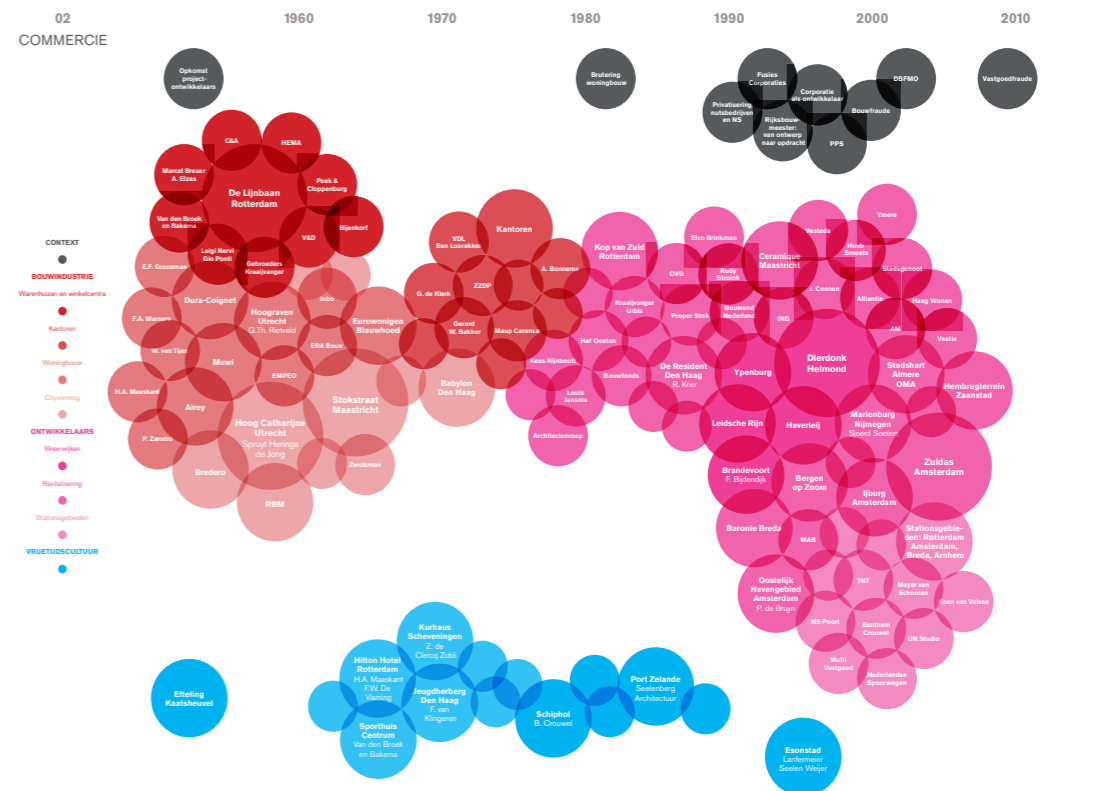 02
COMMERCIE
1960
1970
1980
1990
2000
2010
Opkomst
project-
ontwikkelaars
Brutering
woningbouw
Fusies
Corporaties
Corporatie
als ontwikkelaar
DBFMO
Vastgoedfraude
Privatisering
nutsbedrijven
en NS
Rijksbouw-
meester:
van ontwerp
naar opdracht
Bouwfraude
PPS
CONTEXT
BOUWINDUSTRIE
Warenhuizen en winkelcentra
Kantoren
Woningbouw
Cityvorming
ONTWIKKELAARS
Vinex-wijken
Revitalisering
Stationsgebieden
VRIJETIJDSCULTUUR
C&A
HEMA
Marcel Breuer
A. Elzas
De Lijnbaan
Rotterdam
Peek &
Cloppenburg
Van den Broek
en Bakema
V&D
Bijenkorf
Luigi Nervi
Gio Ponti
Gebroeders
Kraaijvanger
E.F. Groosman
Dura-Coignet
Inbo
F.A. Warners
Hoograven
Utrecht
G.Th. Rietveld
Eurowonigen
Blauwhoed
W. van Tijen
Muwi
ERA Bouw
EMPEO
H.A. Maaskant
Airey
Stokstraat
Maastricht
P. Zanstra
Hoog Catharijne
Utrecht
Spruyt Heringa
de Jong
Bredero
Zwolsman
RBM
VDL
Ben Loerakker
Kantoren
A. Bonnema
G. de Klerk
ZZDP
Gerard
W. Bakker
Maup Caransa
Babylon
Den Haag
Kop van Zuid
Rotterdam
Elco Brinkman
Vesteda
Ymere
OVG
Rudy
Stroink
Ceramique
Maastricht
Houb
Smeets
Stadsgenoot
Kraaijvanger
Urbis
Proper Stok
Bouwend
Nederland
ING
J. Coenen
Alliantie
Haag Wonen
AM
Vestia
Het Oosten
Kees Rijnboutt
Bouwfonds
De Resident
Den Haag
R. Krier
Ypenburg
Dierdonk
Helmond
Stadshart
Almere
OMA
Hembrugterrein
Zaanstad
Louis
Jansma
Architectenroep
Leidsche Rijn
Haverleij
Marienburg
Nijmegen
Sjoerd Soeters
Zuidas
Amsterdam
Brandevoort
F. Bijdendijk
Bergen
op Zoom
Ijburg
Amsterdam
Baronie Breda
MAB
Stationsgebie-
den: Rotterdam
Amsterdam,
Breda, Arnhem
Oostelijk
Havengebied
Amsterdam
P. de Bruyn
TNT
Meyer van
Schooten
Koen van Velsen
NS Poort
Benthem
Crouwel
UN Studio
Multi
Vastgoed
Nederlandse
Spoorwegen
Efteling
Kaatsheuvel
Kurhaus
Scheveningen
Z. de
Clercq Zubli
Hilton Hotel
Rotterdam
H.A. Maaskant
F.W. De
Vlaming
Jeugdherberg
Den Haag
F. van
Klingeren
Sporthuis
Centrum
Van den Broek
en Bakema
Schiphol
B. Crouwel
Port Zelande
Seelenberg
Architectuur
Esonstad
Lanfermeier
Seelen Weijer